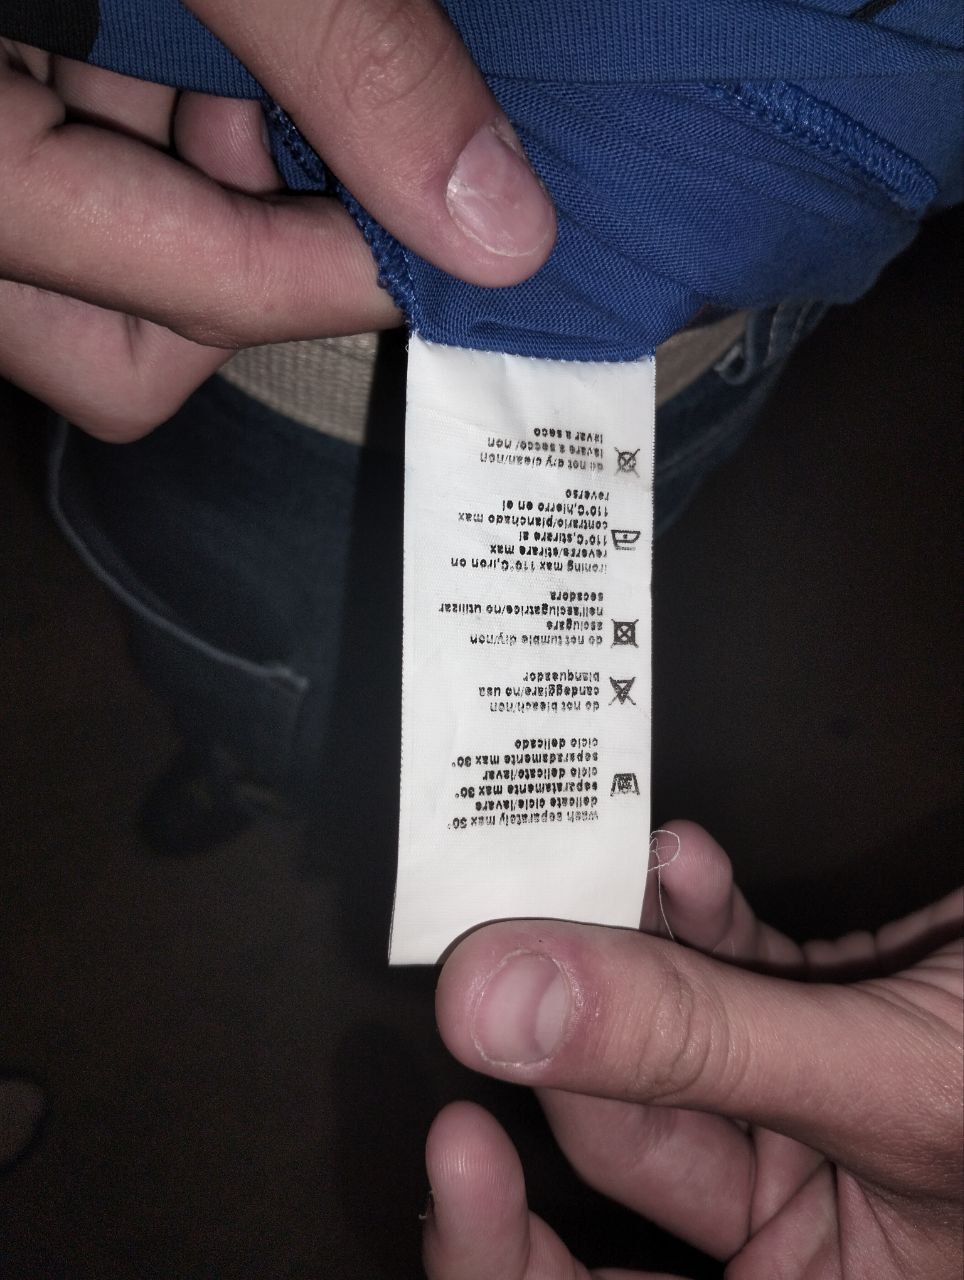 wash separately max 30°
delicate cicle/lavare
separatamente max 30°
ciclo delicate/lavar
separadamente max 30°
ciclo delicado
do not bleach/non
candeggiare/no usa
blanqueador
do not tumble dry/non
asciugare
nell'asciugatrice/no utilizar
secadora
ironing max 110°C,iron on
reverse/stirare max
110°C,stirare al
contrario/planchado max
110°C,hierro en el
reverso
do not dry clean/non
lavare a secco/ non
lavar a seco